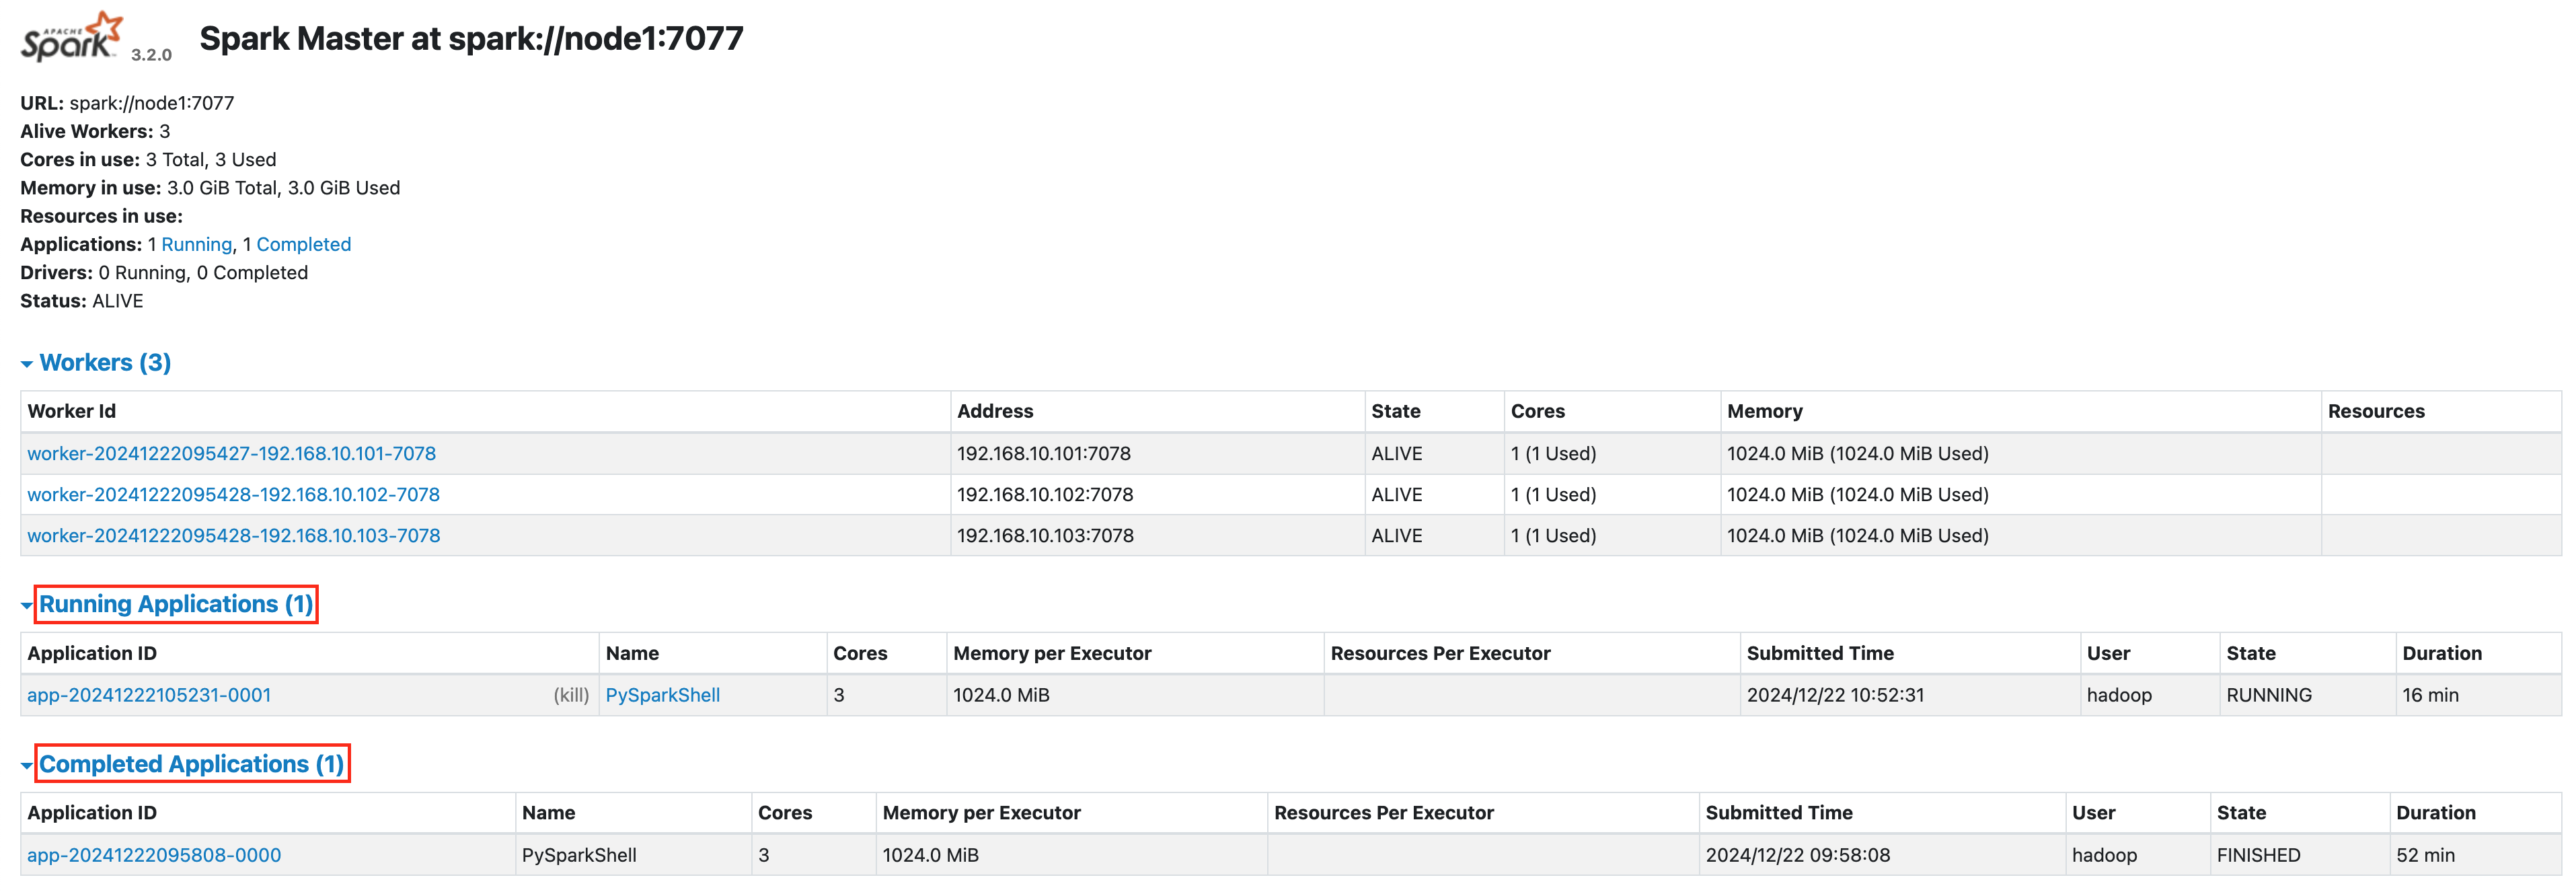 APACHE Spark 3.2.0 Spark Master at spark://node1:7077
URL: spark://node1:7077
Alive Workers: 3
Cores in use: 3 Total, 3 Used
Memory in use: 3.0 GiB Total, 3.0 GiB Used
Resources in use:
Applications: 1 Running, 1 Completed
Drivers: 0 Running, 0 Completed
Status: ALIVE
Workers (3)
Worker Id Address State Cores Memory Resources
worker-20241222095427-192.168.10.101-7078 192.168.10.101:7078 ALIVE 1 (1 Used) 1024.0 MiB (1024.0 MiB Used)
worker-20241222095428-192.168.10.102-7078 192.168.10.102:7078 ALIVE 1 (1 Used) 1024.0 MiB (1024.0 MiB Used)
worker-20241222095428-192.168.10.103-7078 192.168.10.103:7078 ALIVE 1 (1 Used) 1024.0 MiB (1024.0 MiB Used)
Running Applications (1)
Application ID Name Cores Memory per Executor Resources Per Executor Submitted Time User State Duration
app-20241222105231-0001 (kill) PySparkShell 3 1024.0 MiB 2024/12/22 10:52:31 hadoop RUNNING 16 min
Completed Applications (1)
Application ID Name Cores Memory per Executor Resources Per Executor Submitted Time User State Duration
app-20241222095808-0000 PySparkShell 3 1024.0 MiB 2024/12/22 09:58:08 hadoop FINISHED 52 min